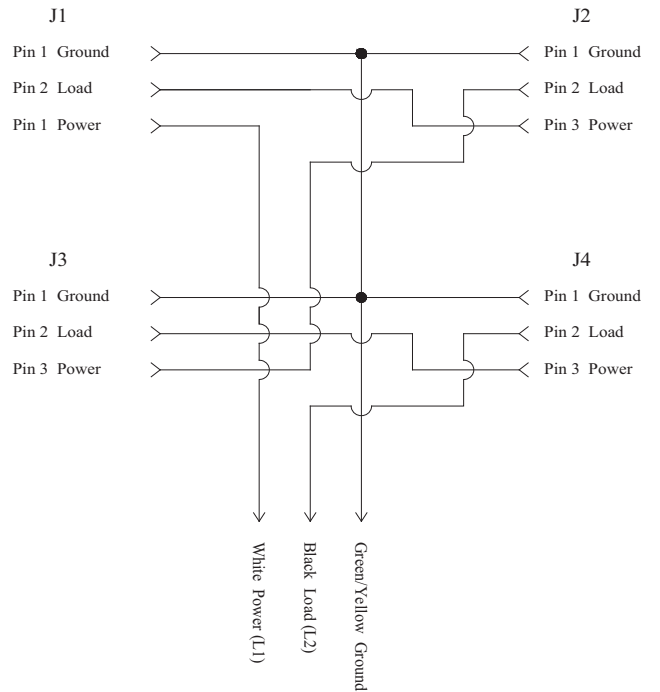 J1
J2
Pin 1 Ground
Pin 1 Ground
Pin 2 Load
Pin 2 Load
Pin 1 Power
Pin 3 Power
J3
J4
Pin 1 Ground
Pin 1 Ground
Pin 2 Load
Pin 2 Load
Pin 3 Power
Pin 3 Power
White Power (L1)
Black Load (L2)
Green/Yellow Ground